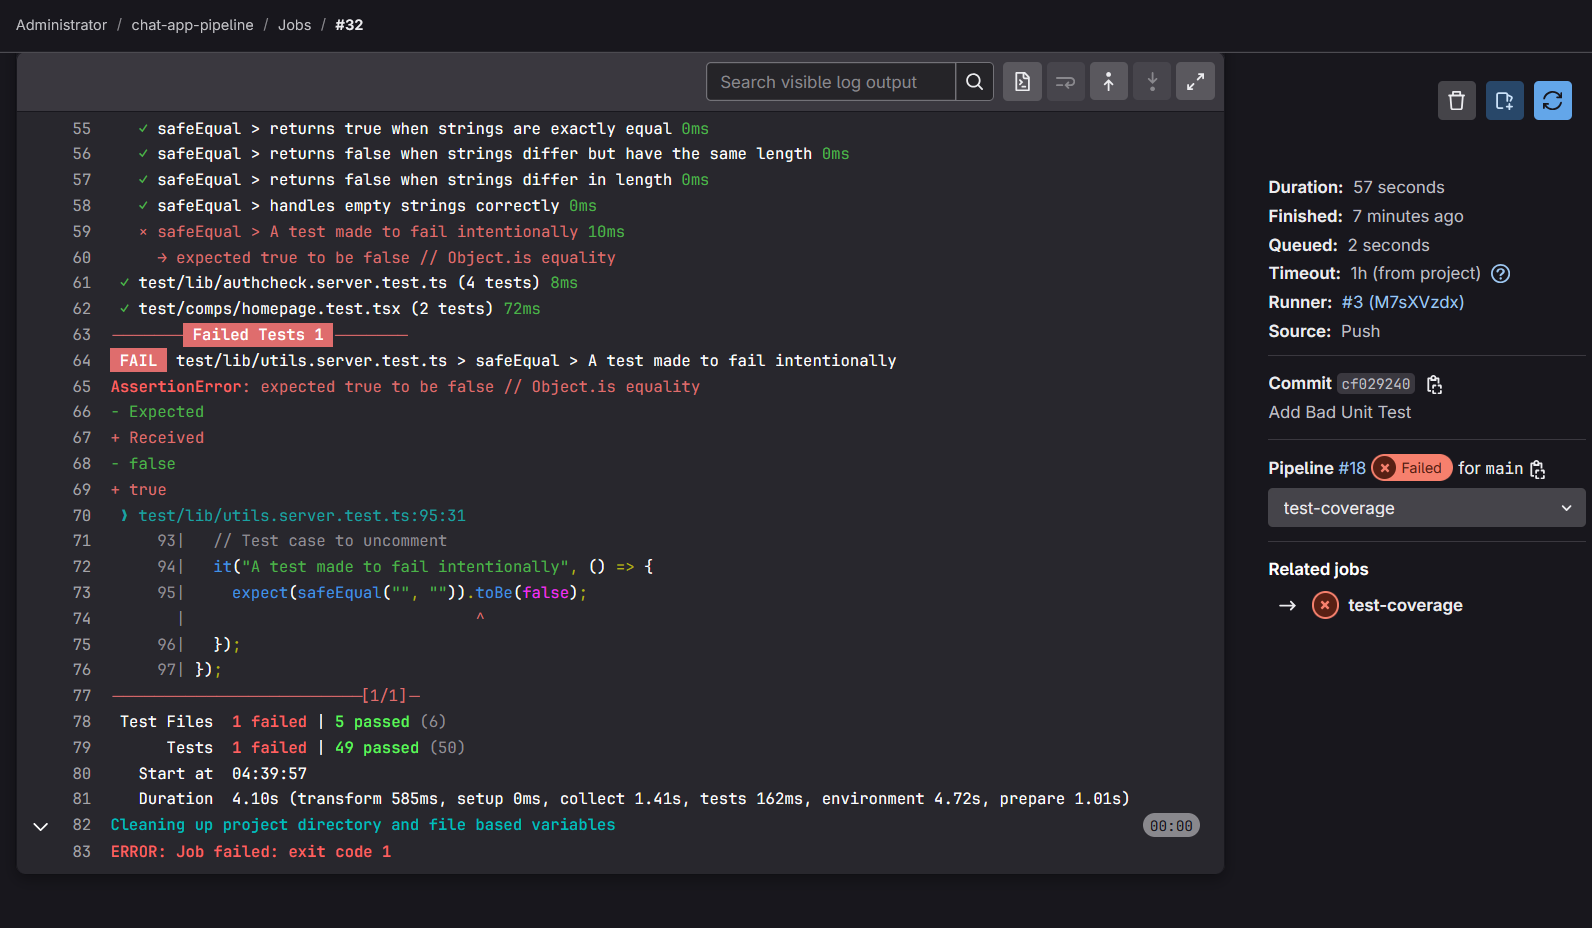 Administrator / chat-app-pipeline / Jobs / #32
Search visible log output
55 ✓ safeEqual > returns true when strings are exactly equal 0ms
56 ✓ safeEqual > returns false when strings differ but have the same length 0ms
57 ✓ safeEqual > returns false when strings differ in length 0ms
58 ✓ safeEqual > handles empty strings correctly 0ms
59 × safeEqual > A test made to fail intentionally 10ms
60 → expected true to be false // Object.is equality
61 ✓ test/lib/authcheck.server.test.ts (4 tests) 8ms
62 ✓ test/comps/homepage.test.tsx (2 tests) 72ms
63 Failed Tests 1
64 FAIL test/lib/utils.server.test.ts > safeEqual > A test made to fail intentionally
65 AssertionError: expected true to be false // Object.is equality
66 - Expected
67 + Received
68 - false
69 + true
70 ❯ test/lib/utils.server.test.ts:95:31
71 93| // Test case to uncomment
72 94| it("A test made to fail intentionally", () => {
73 95| expect(safeEqual("", "")).toBe(false);
74 | ^
75 96| });
76 97| });
77 [1/1]
78 Test Files 1 failed | 5 passed (6)
79 Tests 1 failed | 49 passed (50)
80 Start at 04:39:57
81 Duration 4.10s (transform 585ms, setup 0ms, collect 1.41s, tests 162ms, environment 4.72s, prepare 1.01s)
82 Cleaning up project directory and file based variables 00:00
83 ERROR: Job failed: exit code 1
Duration: 57 seconds
Finished: 7 minutes ago
Queued: 2 seconds
Timeout: 1h (from project) ?
Runner: #3 (M7sXVzdx)
Source: Push
Commit cf029240
Add Bad Unit Test
Pipeline #18 Failed for main
test-coverage
Related jobs
→ test-coverage